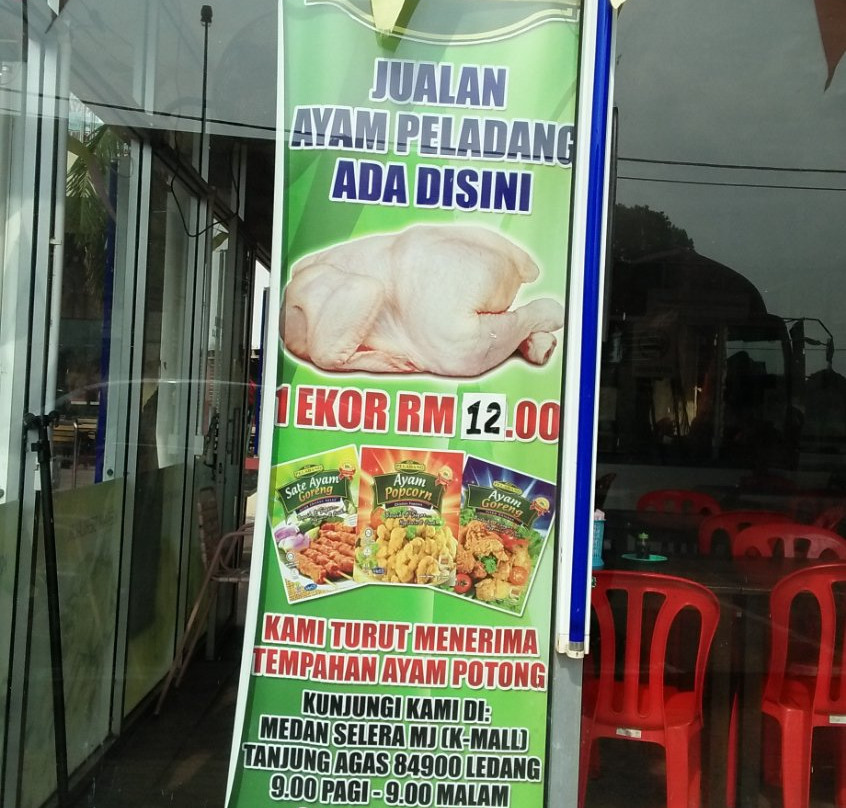 JUALAN
AYAM PELADANG
ADA DISINI
1 EKOR RM 12.00
Sate Ayam
Goreng
Ayam
Popcorn
Ayam
Goreng
KAMI TURUT MENERIMA
TEMPAHAN AYAM POTONG
KUNJUNGI KAMI DI:
MEDAN SELERA MJ (K-MALL)
TANJUNG AGAS 84900 LEDANG
9.00 PAGI - 9.00 MALAM